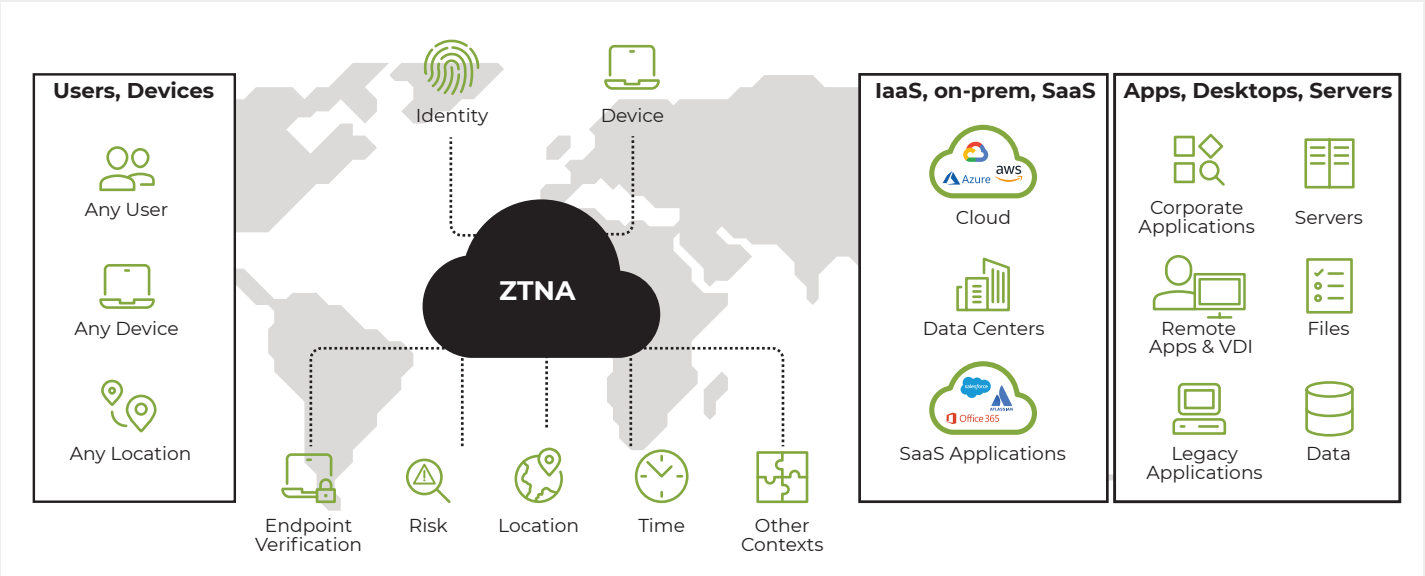 Users, Devices
Any User
Any Device
Any Location
Identity
Device
ZTNA
Endpoint
Verification
Risk
Location
Time
Other
Contexts
IaaS, on-prem, SaaS
Azure
aws
Cloud
Data Centers
salesforce
ATLASSIAN
Office 365
SaaS Applications
Apps, Desktops, Servers
Corporate
Applications
Servers
Remote
Apps & VDI
Files
Legacy
Applications
Data